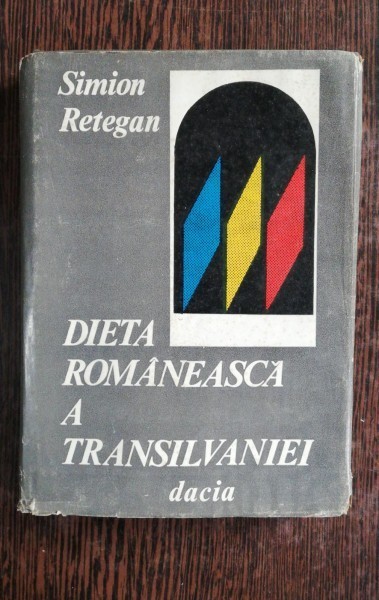 Simion
Retegan
DIETA
ROMÂNEASCĂ
A
TRANSILVANIEI
dacia